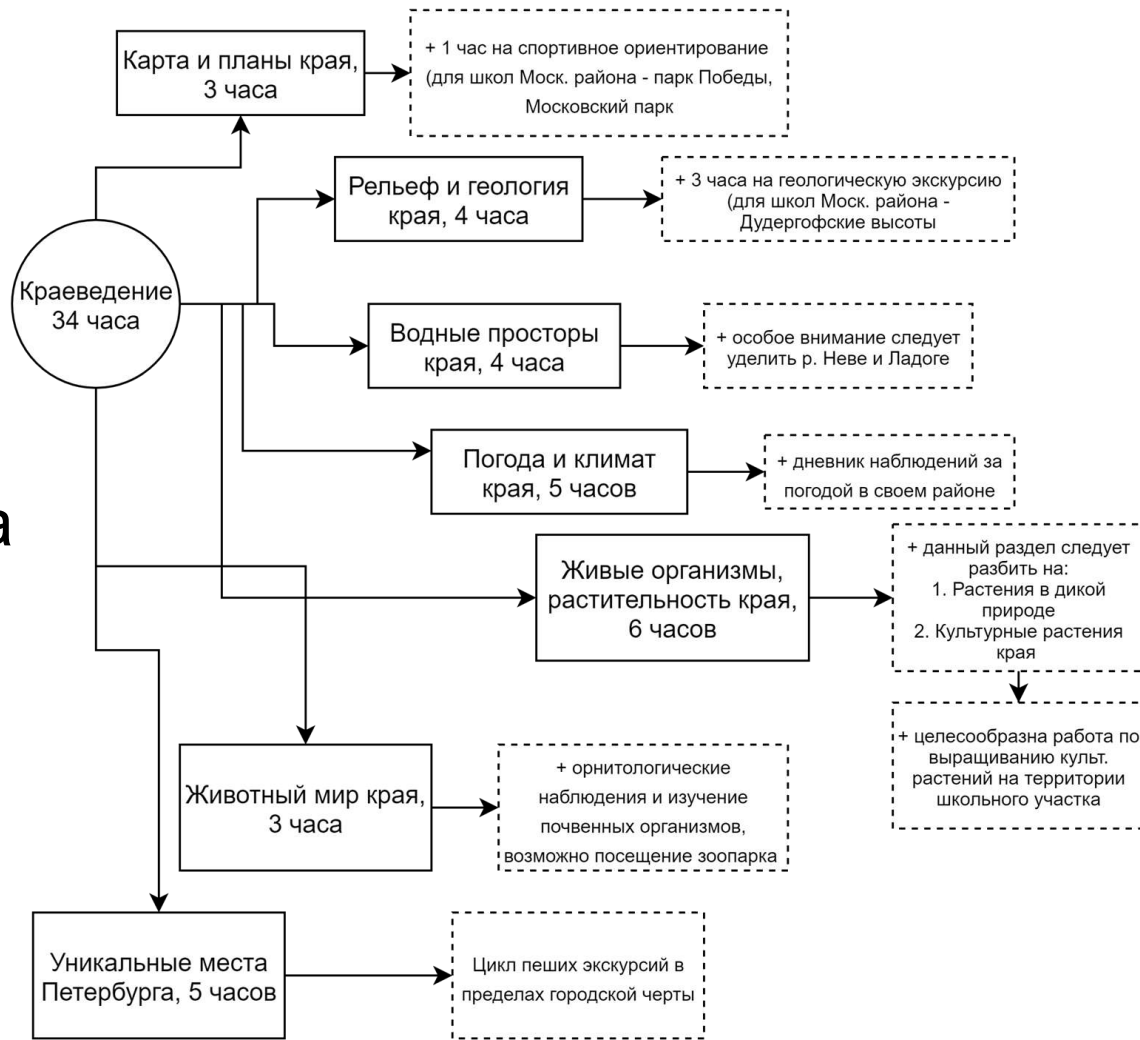 Карта и планы края,
3 часа
+ 1 час на спортивное ориентирование
(для школ Моск. района - парк Победы,
Московский парк
Рельеф и геология
края, 4 часа
+ 3 часа на геологическую экскурсию
(для школ Моск. района -
Дудергофские высоты
Краеведение
34 часа
Водные просторы
края, 4 часа
+ особое внимание следует
уделить р. Неве и Ладоге
Погода и климат
края, 5 часов
+ дневник наблюдений за
погодой в своем районе
а
Живые организмы,
растительность края,
6 часов
+ данный раздел следует
разбить на:
1. Растения в дикой
природе
2. Культурные растения
края
+ целесообразна работа по
выращиванию культ.
растений на территории
школьного участка
Животный мир края,
3 часа
+ орнитологические
наблюдения и изучение
почвенных организмов,
возможно посещение зоопарка
Уникальные места
Петербурга, 5 часов
Цикл пеших экскурсий в
пределах городской черты